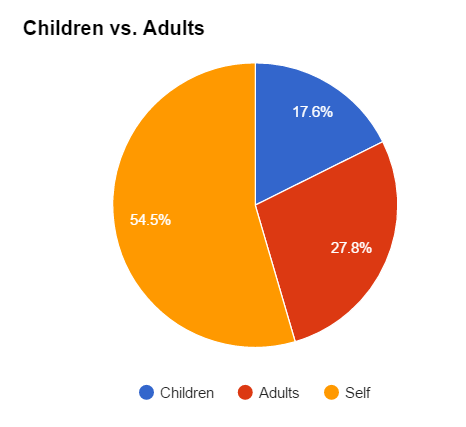 Children vs. Adults
17.6%
54.5%
27.8%
Children Adults Self